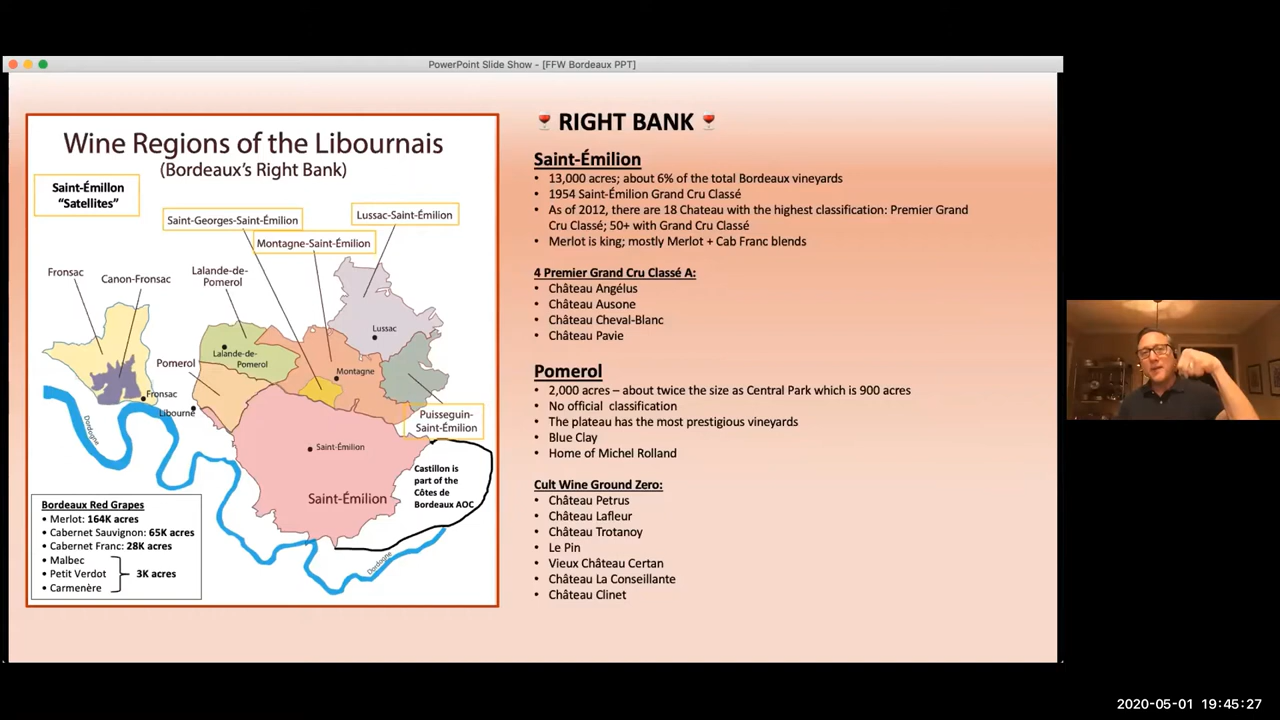 PowerPoint Slide Show - [FFW Bordeaux PPT]
Wine Regions of the Libournais
(Bordeaux's Right Bank)
Saint-Émillon
"Satellites"
Saint-Georges-Saint-Émilion
Lussac-Saint-Émilion
Montagne-Saint-Émilion
Fronsac
Canon-Fronsac
Lalande-de-
Pomerol
Lussac
Lalande-de-
Pomerol
Pomerol
Montagne
Fronsac
Libourne
Puisseguin-
Saint-Émilion
Dordogne
Saint-Émilion
Saint-Émilion
Castillon is
part of the
Côtes de
Bordeaux AOC
Dordogne
Bordeaux Red Grapes
• Merlot: 164K acres
• Cabernet Sauvignon: 65K acres
• Cabernet Franc: 28K acres
• Malbec
• Petit Verdot
3K acres
• Carmenère
RIGHT BANK
Saint-Émilion
• 13,000 acres; about 6% of the total Bordeaux vineyards
• 1954 Saint-Émilion Grand Cru Classé
• As of 2012, there are 18 Chateau with the highest classification: Premier Grand
Cru Classé; 50+ with Grand Cru Classé
• Merlot is king; mostly Merlot + Cab Franc blends
4 Premier Grand Cru Classé A:
• Château Angélus
• Château Ausone
• Château Cheval-Blanc
• Château Pavie
Pomerol
• 2,000 acres – about twice the size as Central Park which is 900 acres
• No official classification
• The plateau has the most prestigious vineyards
• Blue Clay
• Home of Michel Rolland
Cult Wine Ground Zero:
• Château Petrus
• Château Lafleur
• Château Trotanoy
• Le Pin
• Vieux Château Certan
• Château La Conseillante
• Château Clinet
2020-05-01 19:45:27